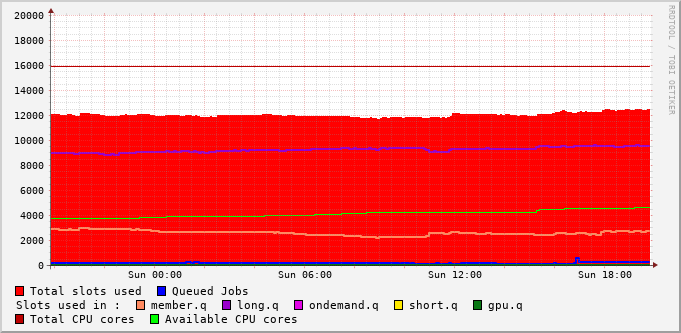 20000
18000
16000
14000
12000
10000
8000
6000
4000
2000
0
Sun 00:00 Sun 06:00 Sun 12:00 Sun 18:00
Total slots used Queued Jobs
Slots used in : member.q long.q ondemand.q short.q gpu.q
Total CPU cores Available CPU cores
RRDTOOL / TOBI OETIKER